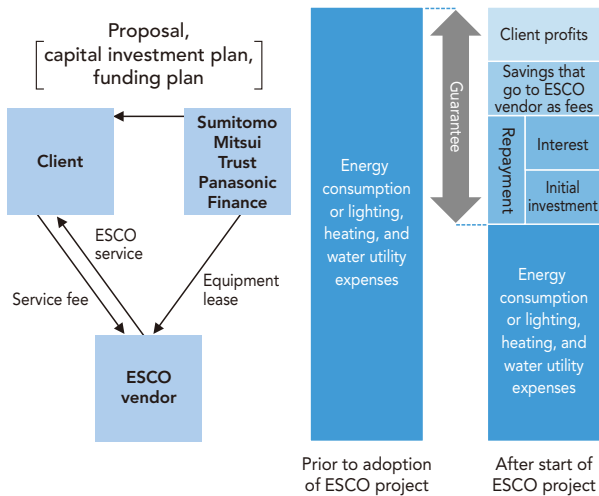 Proposal,
capital investment plan,
funding plan
Client
Sumitomo
Mitsui
Trust
Panasonic
Finance
ESCO
service
Service fee
Equipment
lease
ESCO
vendor
Energy
consumption
or lighting,
heating, and
water utility
expenses
Prior to adoption
of ESCO project
Guarantee
Client profits
Savings that
go to ESCO
vendor as fees
Repayment
Interest
Initial
investment
Energy
consumption
or lighting,
heating, and
water utility
expenses
After start of
ESCO project